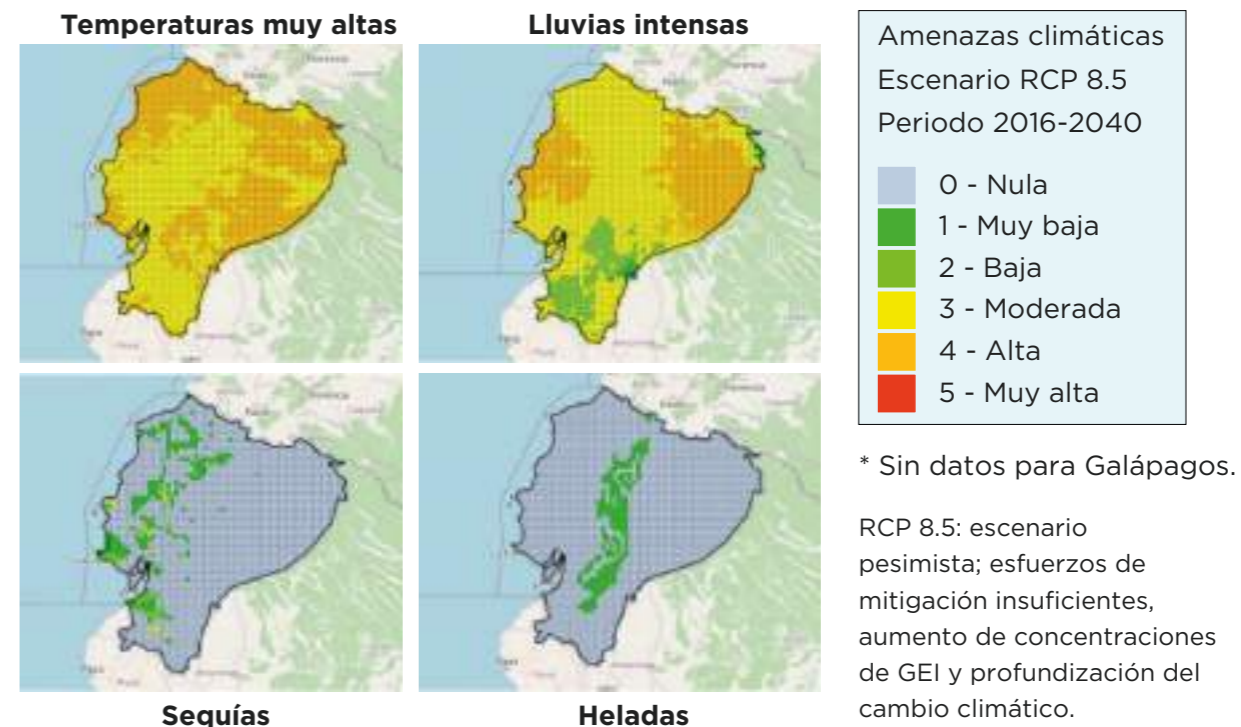 Temperaturas muy altas
Lluvias intensas
Sequías
Heladas
Amenazas climáticas
Escenario RCP 8.5
Periodo 2016-2040
0 - Nula
1 - Muy baja
2 - Baja
3 - Moderada
4 - Alta
5 - Muy alta
* Sin datos para Galápagos.
RCP 8.5: escenario
pesimista; esfuerzos de
mitigación insuficientes,
aumento de concentraciones
de GEI y profundización del
cambio climático.